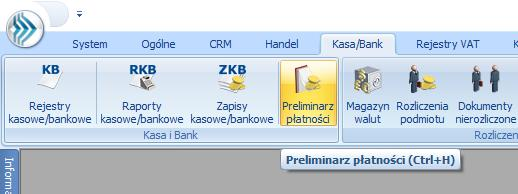 System Ogólne CRM Handel Kasa/Bank Rejestry VAT
KB RKB ZKB
Rejestry Raporty Zapisy Preliminarz Magazyn Rozliczenia Dokumenty
kasowe/bankowe kasowe/bankowe kasowe/bankowe płatności walut podmiotu nierozliczone
Kasa i Bank Rozliczen
Preliminarz płatności (Ctrl+H)
Informa